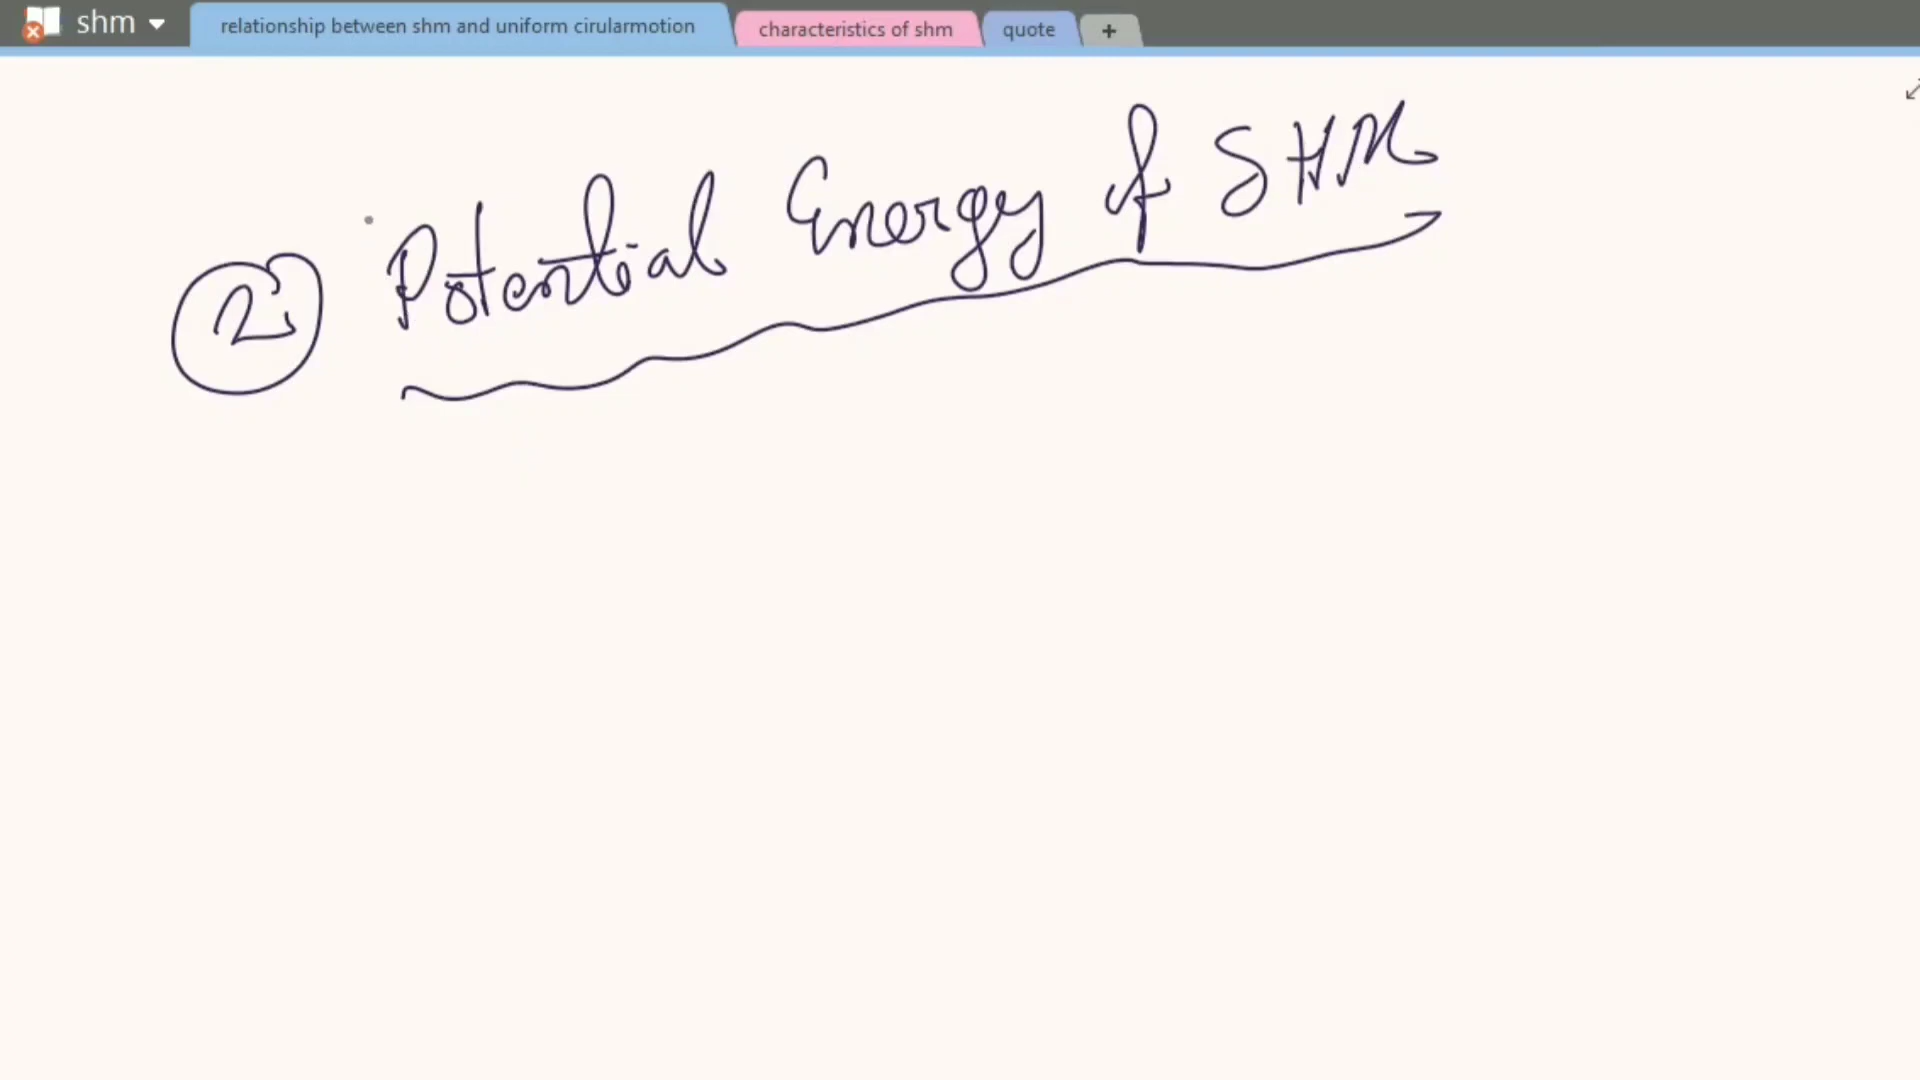 shm
relationship between shm and uniform cirularmotion
characteristics of shm
quote
+
2. Potential Energy of SHM